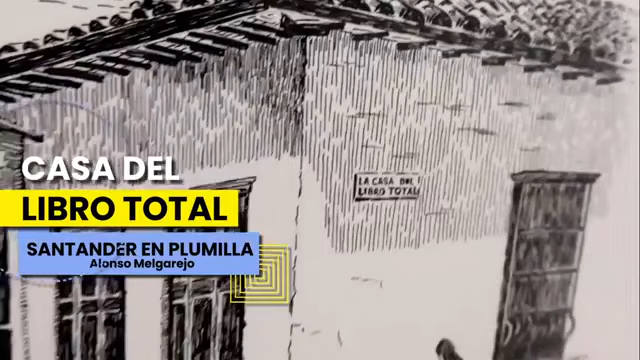 CASA DEL
LIBRO TOTAL
SANTANDER EN PLUMILLA
Alonso Melgarejo
LA CASA DEL
LIBRO TOTAL